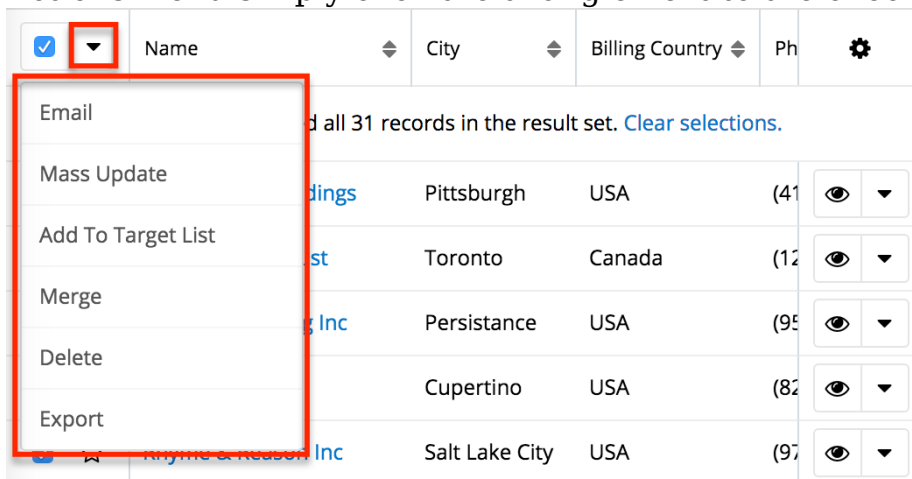 Name City Billing Country Ph
Email
d all 31 records in the result set. Clear selections.
Mass Update
dings Pittsburgh USA (41
Add To Target List
st Toronto Canada (12
Merge
g Inc Persistance USA (95
Delete
Cupertino USA (82
Export
Rhyme & Reason Inc Salt Lake City USA (97